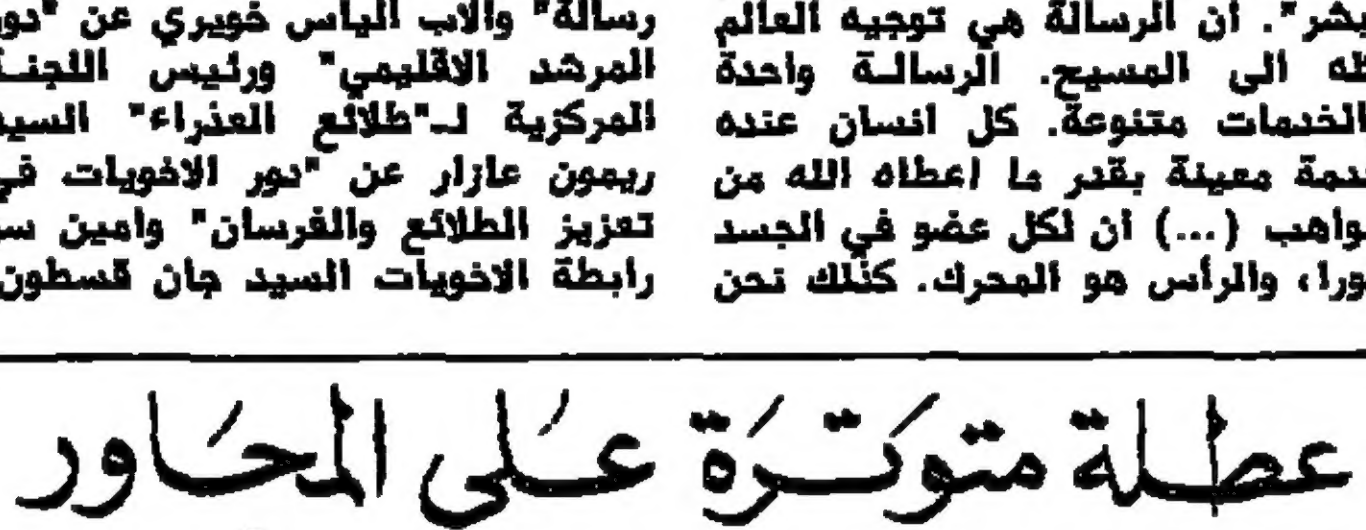 بشر". ان الرسالة هي توجيه العالم
كله الى المسيح. الرسالة واحدة
والخدمات متنوعة. كل انسان عنده
خدمة معينة بقدر ما اعطاه الله من
مواهب (...) ان لكل عضو في الجسد
دورا، والرأس هو المحرك. كذلك نحن
رسالة" والاب الياس خويري عن "دور
المرشد الاقليمي" ورئيس اللجنة
المركزية لـ"طلائع العذراء" السيد
ريمون عازار عن "دور الاخويات في
تعزيز الطلائع والفرسان" وامين سر
رابطة الاخويات السيد جان قسطون
عطلة متوترة على المحاور